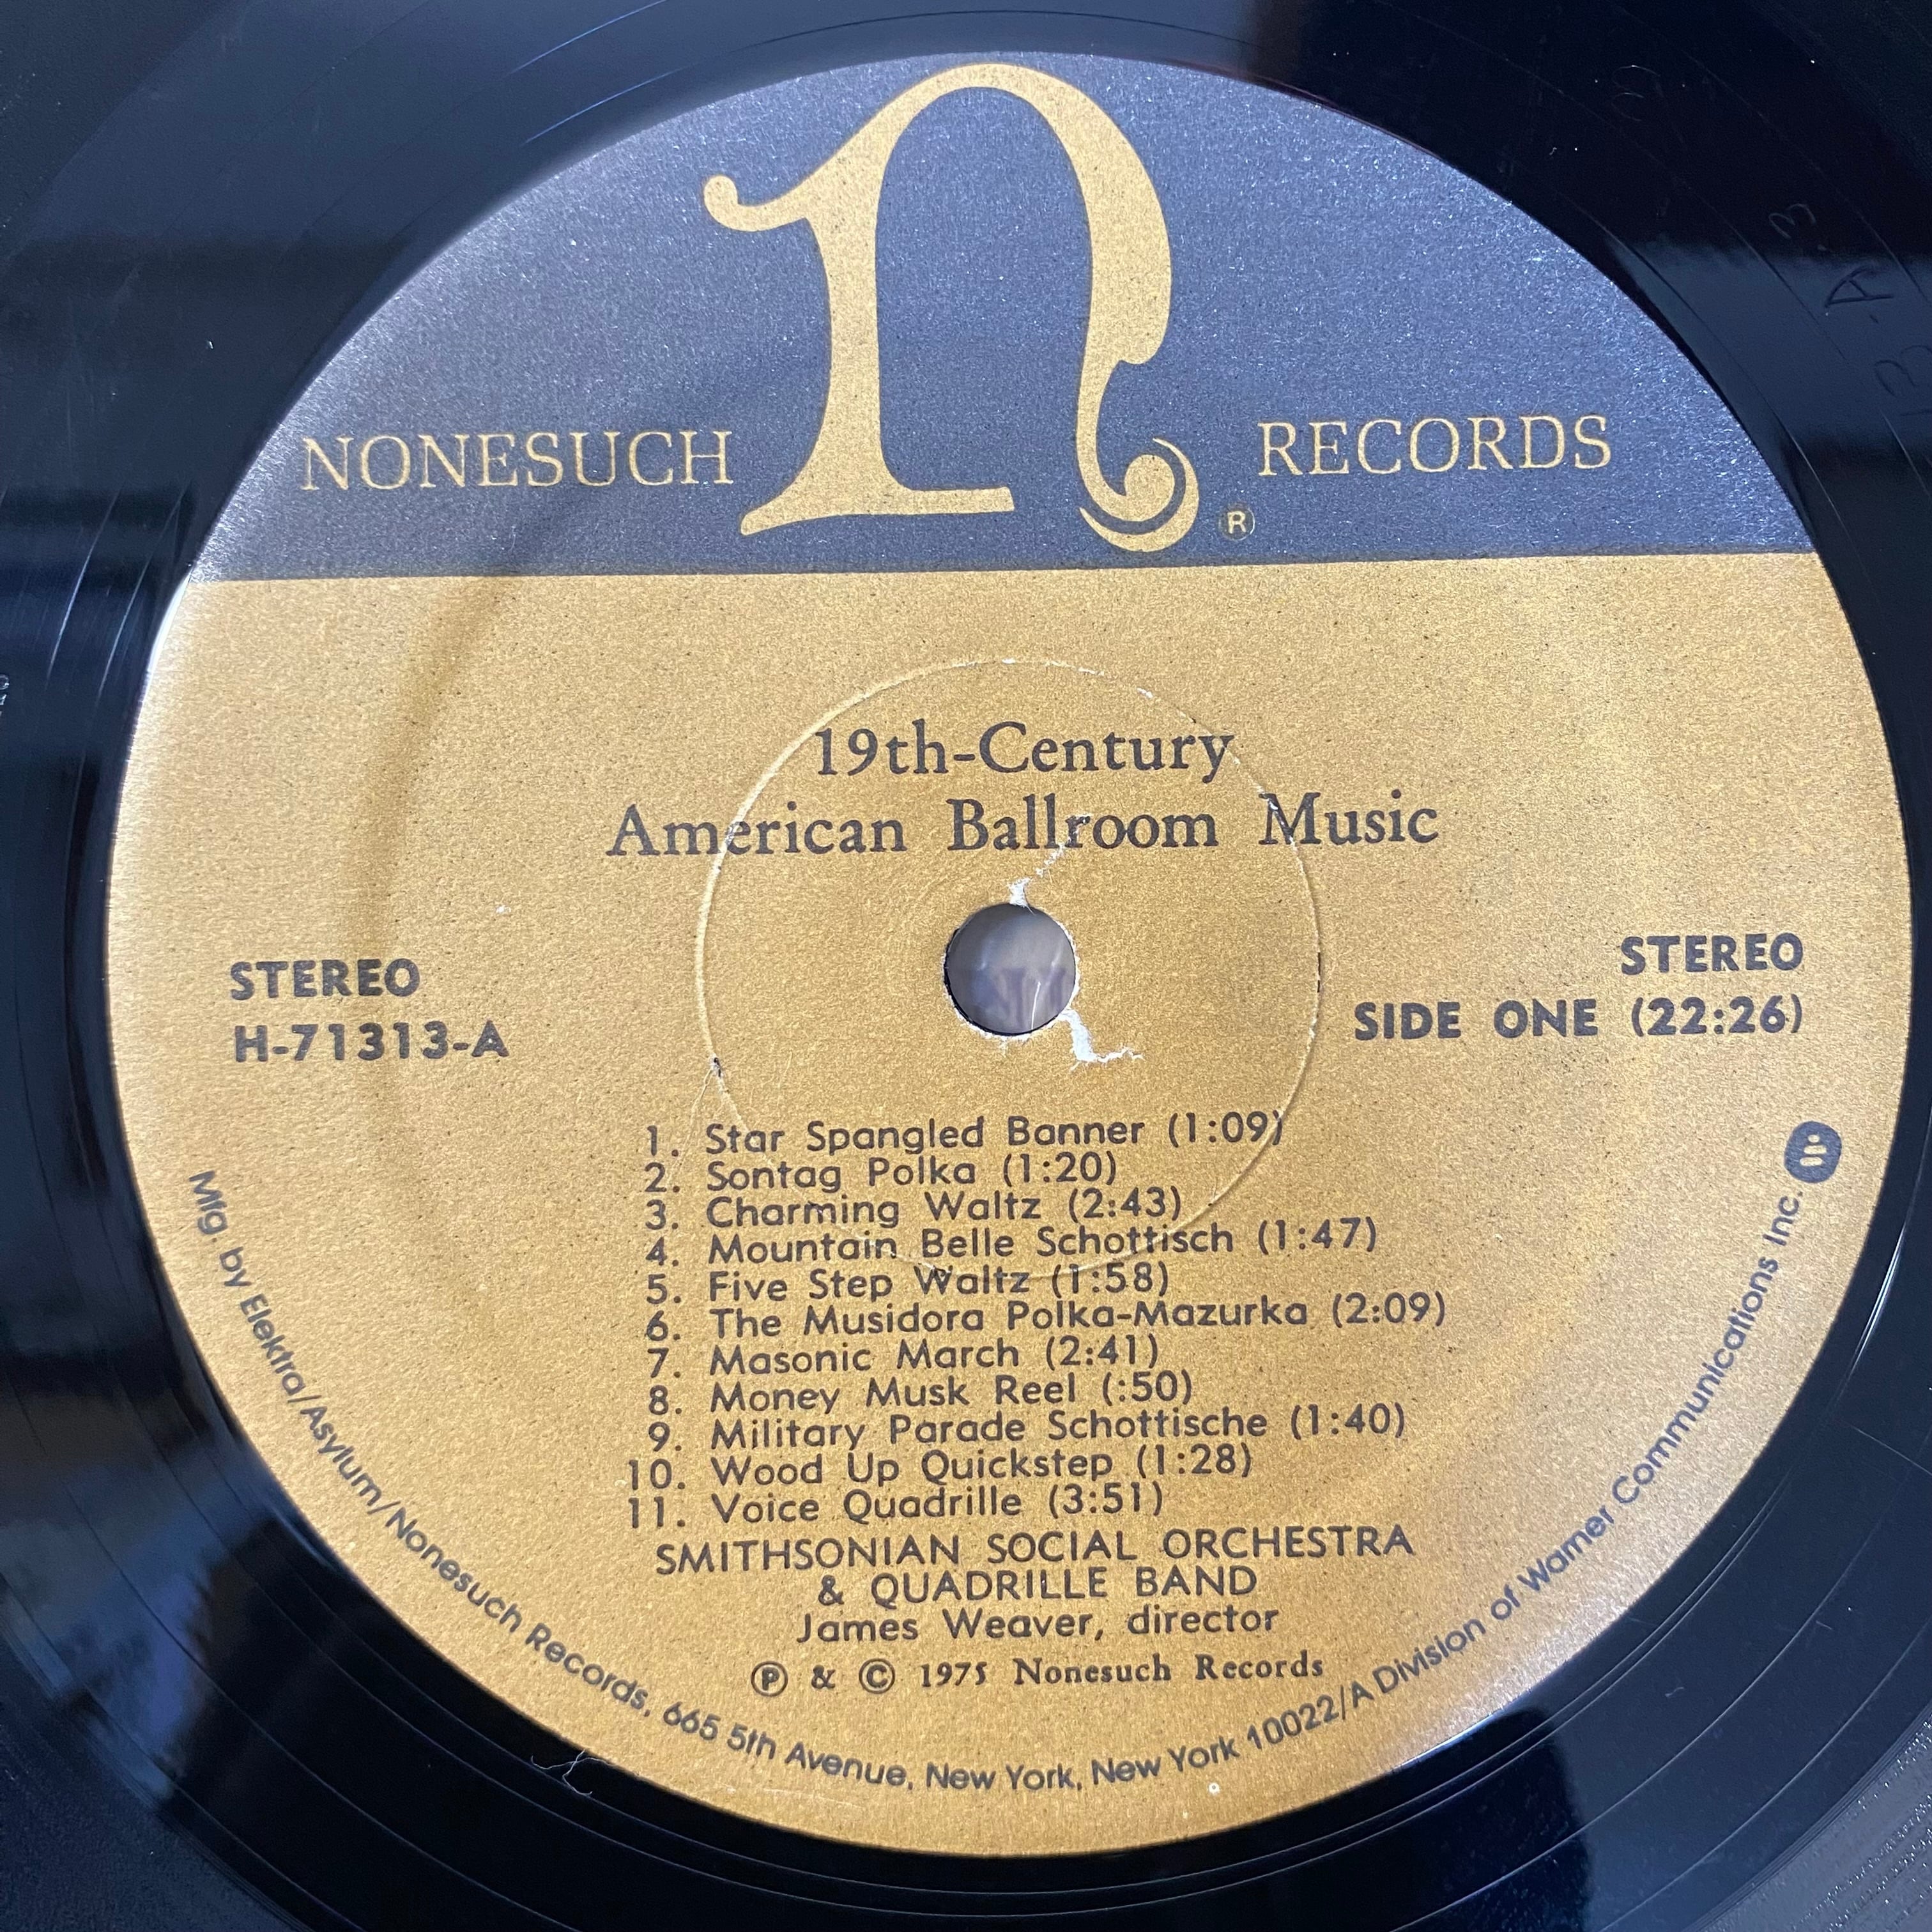 n
NONESUCH RECORDS
®
19th-Century
American Ballroom Music
STEREO
H-71313-A
STEREO
SIDE ONE (22:26)
1. Star Spangled Banner (1:09)
2. Sontag Polka (1:20)
3. Charming Waltz (2:43)
4. Mountain Belle Schottisch (1:47)
5. Five Step Waltz (1:58)
6. The Musidora Polka-Mazurka (2:09)
7. Masonic March (2:41)
8. Money Musk Reel (:50)
9. Military Parade Schottische (1:40)
10. Wood Up Quickstep (1:28)
11. Voice Quadrille (3:51)
SMITHSONIAN SOCIAL ORCHESTRA
& QUADRILLE BAND
James Weaver, director
Ⓟ & © 1975 Nonesuch Records
Mfg. by Elektra/Asylum/Nonesuch Records, 665 5th Avenue, New York, New York 10022/A Division of Warner Communications Inc.